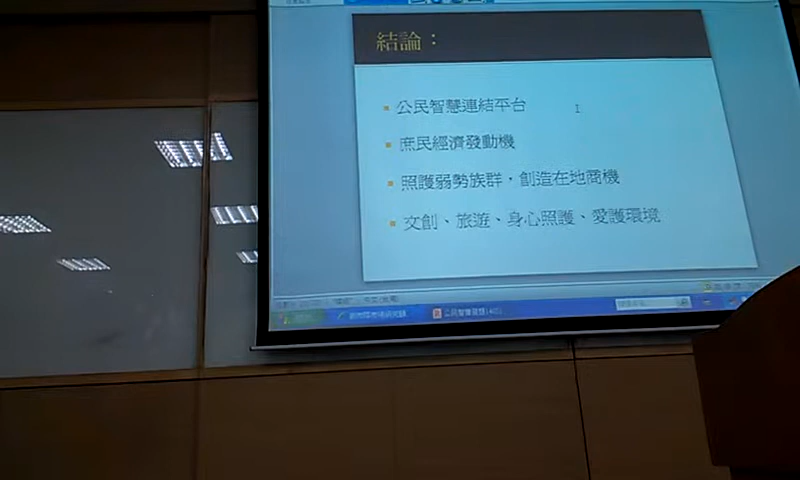 結論：
公民智慧連結平台
庶民經濟發動機
照護弱勢族群，創造在地商機
文創、旅遊、身心照護、愛護環境